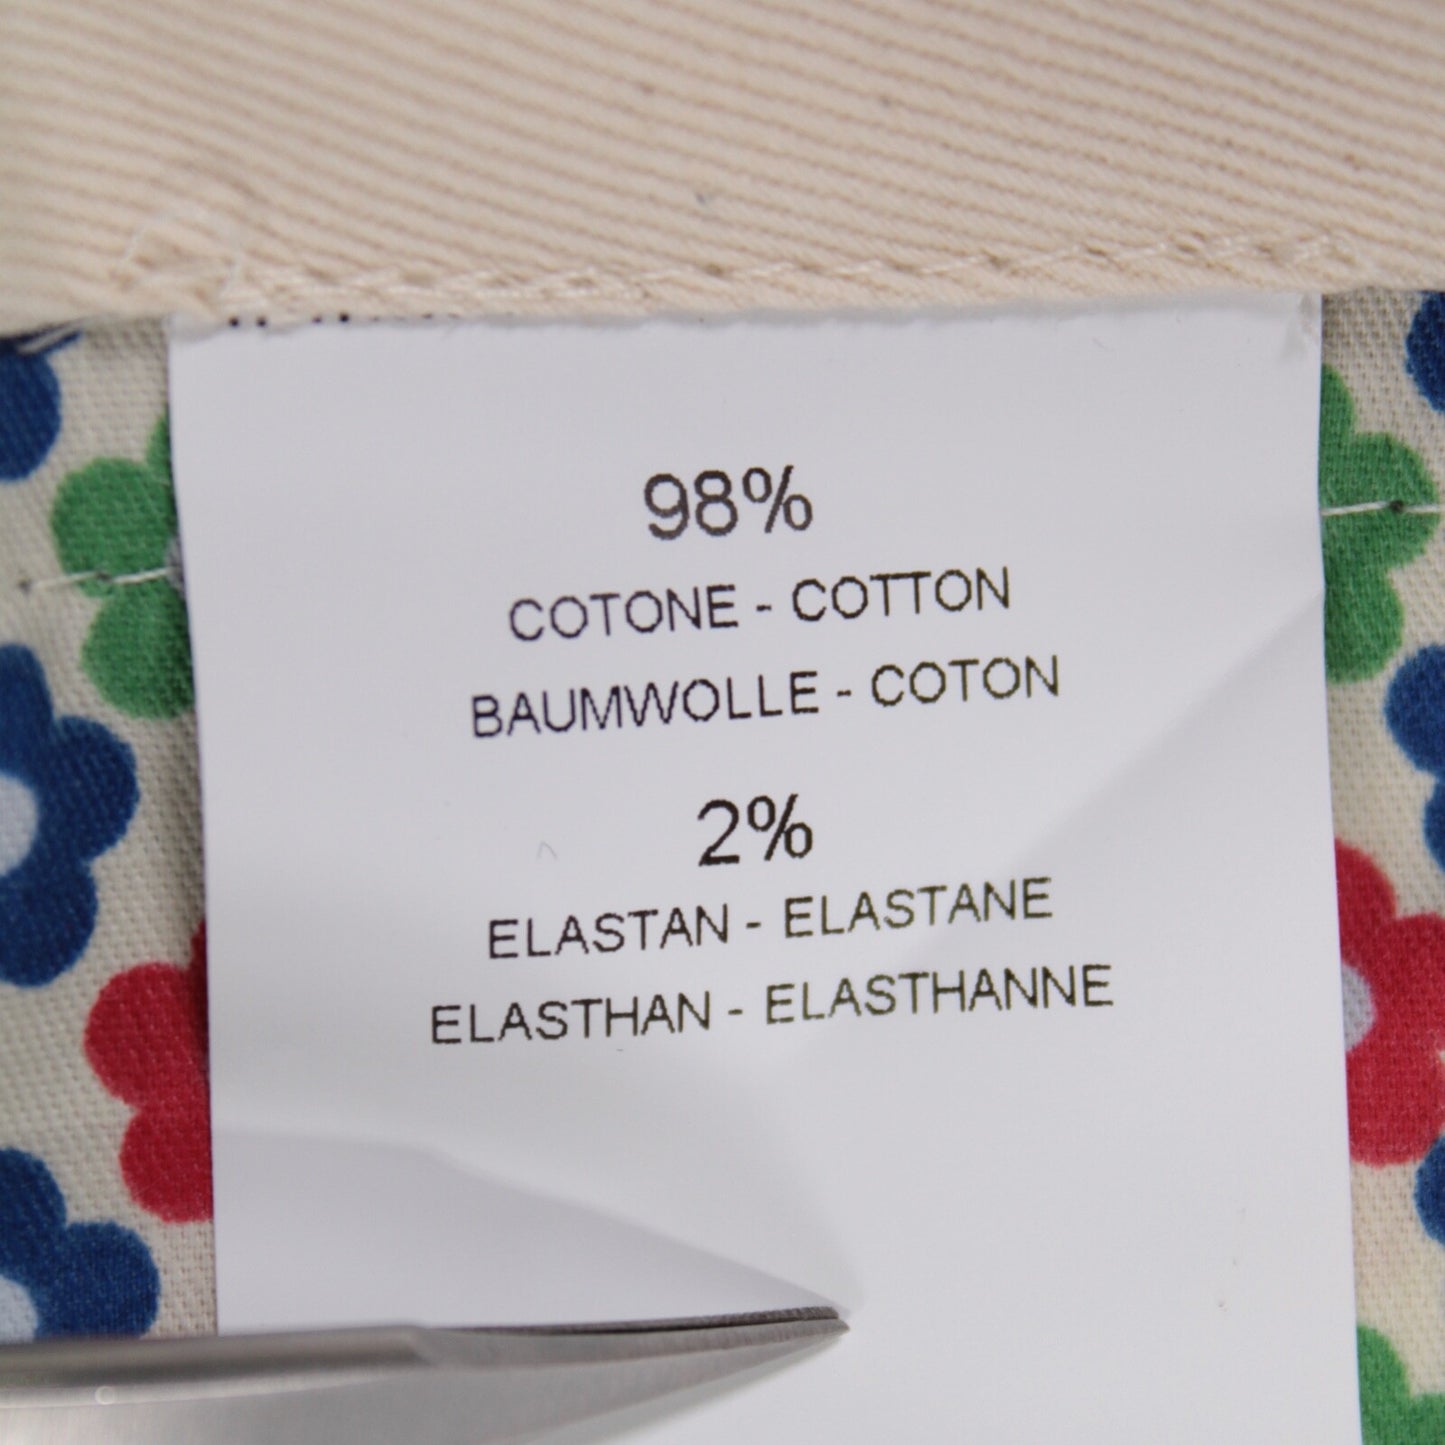 98%
COTONE - COTTON
BAUMWOLLE - COTON
2%
ELASTAN - ELASTANE
ELASTHAN - ELASTHANNE